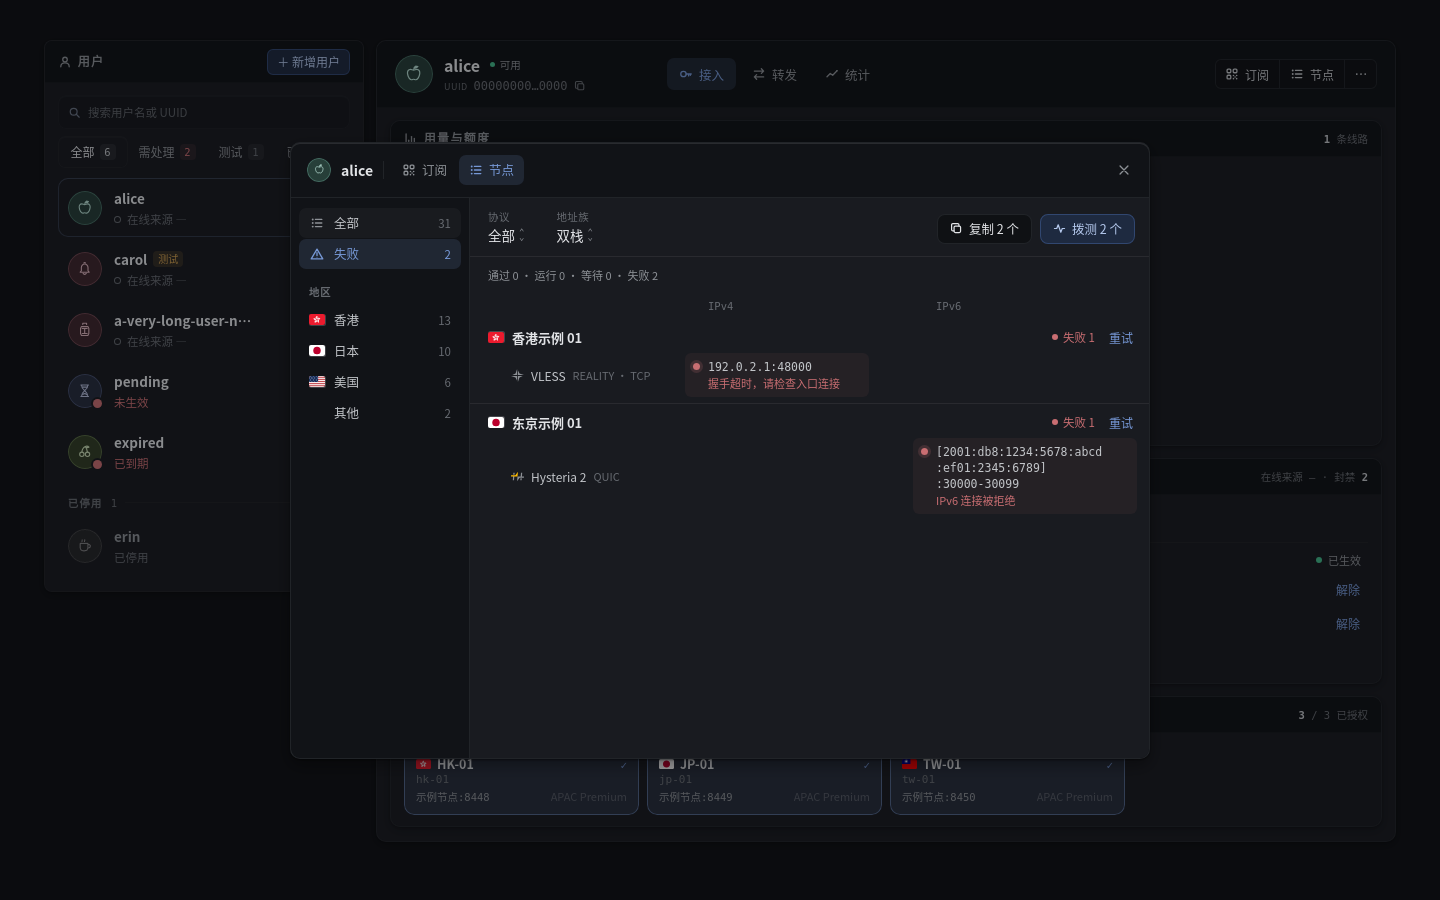 用户
新增用户
搜索用户名或 UUID
全部 6
需处理 2
测试 1
alice
在线来源 —
carol 测试
在线来源 —
a-very-long-user-n···
在线来源 —
pending
未生效
expired
已到期
已停用 1
erin
已停用
alice 可用
UUID 00000000…0000
接入
转发
统计
订阅
节点
···
用量与额度
1 条线路
alice
订阅
节点
全部 31
失败 2
地区
香港 13
日本 10
美国 6
其他 2
协议
全部
地址族
双栈
复制 2 个
拨测 2 个
通过 0 · 运行 0 · 等待 0 · 失败 2
IPv4
IPv6
香港示例 01
失败 1 重试
VLESS REALITY · TCP
192.0.2.1:48000
握手超时，请检查入口连接
东京示例 01
失败 1 重试
Hysteria 2 QUIC
[2001:db8:1234:5678:abcd
:ef01:2345:6789]
:30000-30099
IPv6 连接被拒绝
在线来源 — · 封禁 2
已生效
解除
解除
3 / 3 已授权
HK-01 ✓
hk-01
示例节点:8448 APAC Premium
JP-01 ✓
jp-01
示例节点:8449 APAC Premium
TW-01 ✓
tw-01
示例节点:8450 APAC Premium